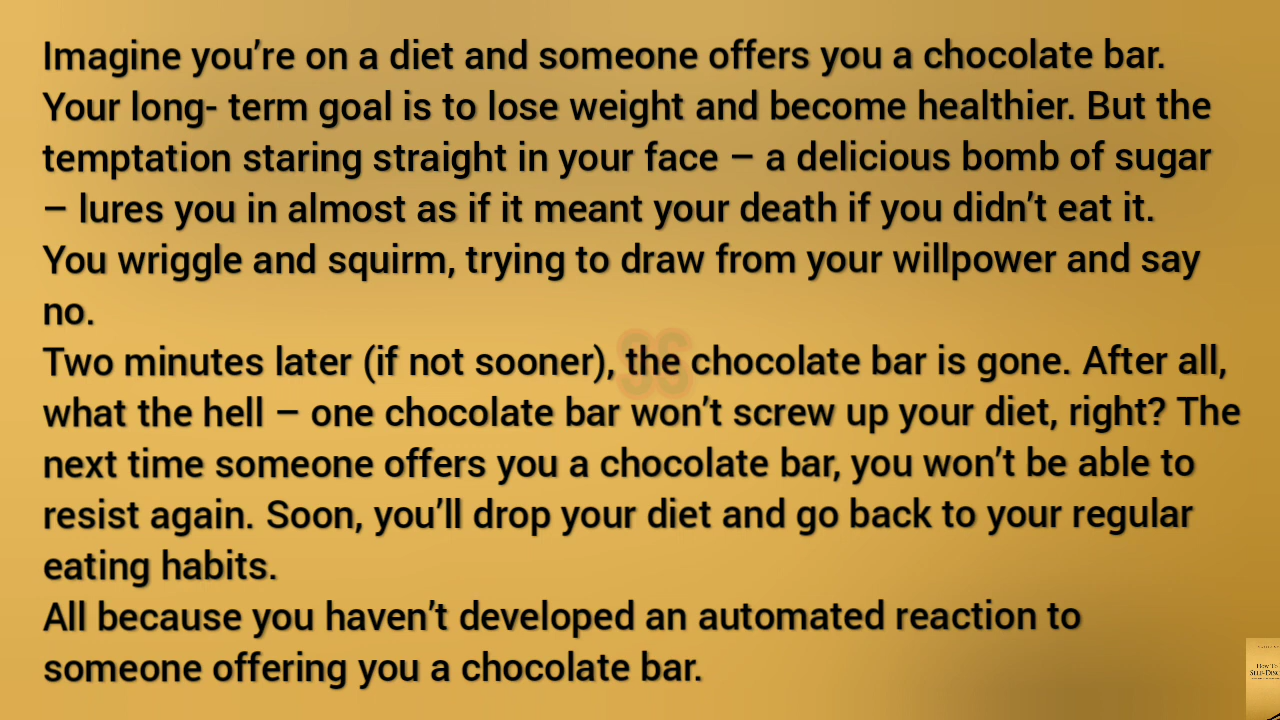 Imagine you’re on a diet and someone offers you a chocolate bar.
Your long- term goal is to lose weight and become healthier. But the
temptation staring straight in your face – a delicious bomb of sugar
– lures you in almost as if it meant your death if you didn’t eat it.
You wriggle and squirm, trying to draw from your willpower and say
no.
Two minutes later (if not sooner), the chocolate bar is gone. After all,
what the hell – one chocolate bar won’t screw up your diet, right? The
next time someone offers you a chocolate bar, you won’t be able to
resist again. Soon, you’ll drop your diet and go back to your regular
eating habits.
All because you haven’t developed an automated reaction to
someone offering you a chocolate bar.
How To